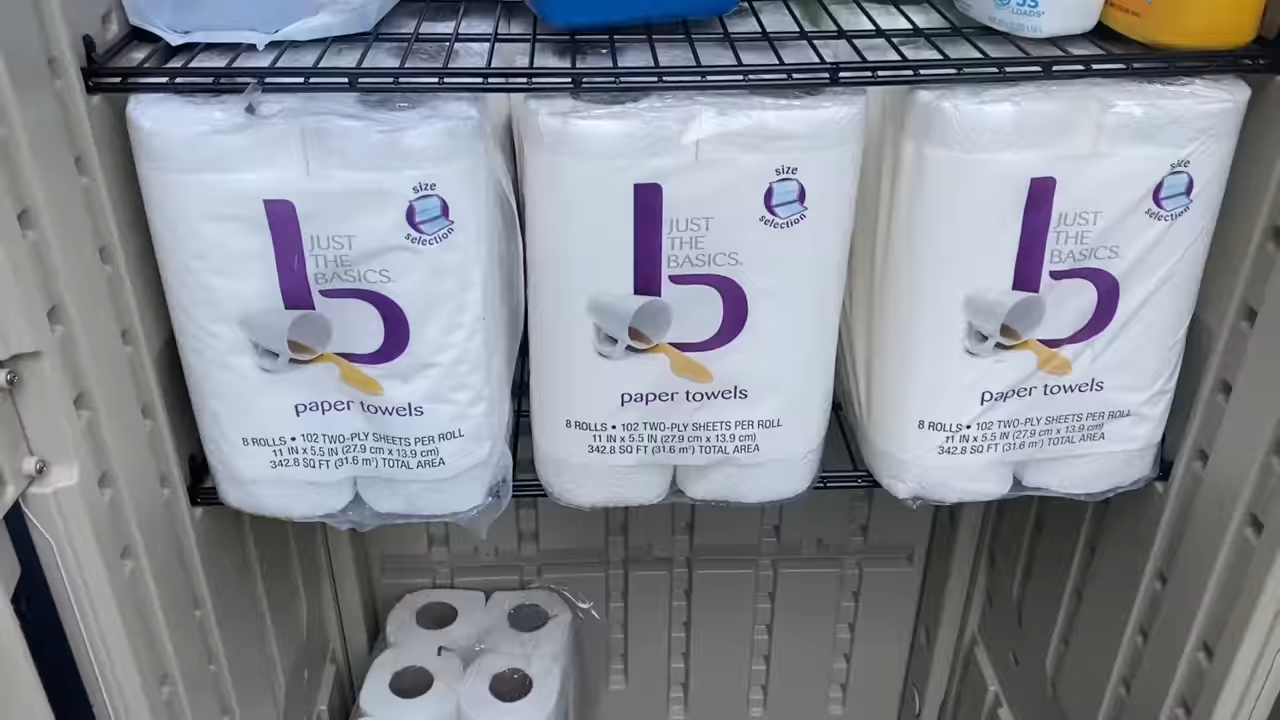 33
LOADS
size
selection
JUST
THE
BASICS
paper towels
8 ROLLS • 102 TWO-PLY SHEETS PER ROLL
11 IN x 5.5 IN (27.9 cm x 13.9 cm)
342.8 SQ FT (31.6 m²) TOTAL AREA
size
selection
JUST
THE
BASICS
paper towels
8 ROLLS • 102 TWO-PLY SHEETS PER ROLL
11 IN x 5.5 IN (27.9 cm x 13.9 cm)
342.8 SQ FT (31.6 m²) TOTAL AREA
size
selection
JUST
THE
BASICS
paper towels
8 ROLLS • 102 TWO-PLY SHEETS PER ROLL
11 IN x 5.5 IN (27.9 cm x 13.9 cm)
342.8 SQ FT (31.6 m²) TOTAL AREA